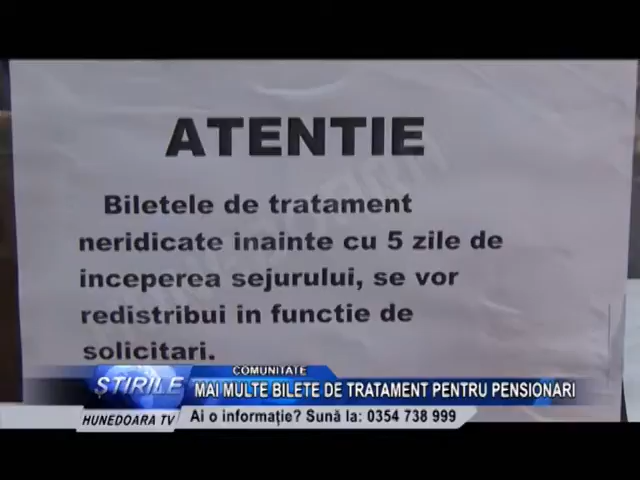 ATENTIE
Biletele de tratament
neridicate inainte cu 5 zile de
inceperea sejurului, se vor
redistribui in functie de
solicitari.
COMUNITATE
ȘTIRILE
MAI MULTE BILETE DE TRATAMENT PENTRU PENSIONARI
HUNEDOARA TV
Ai o informație? Sună la: 0354 738 999